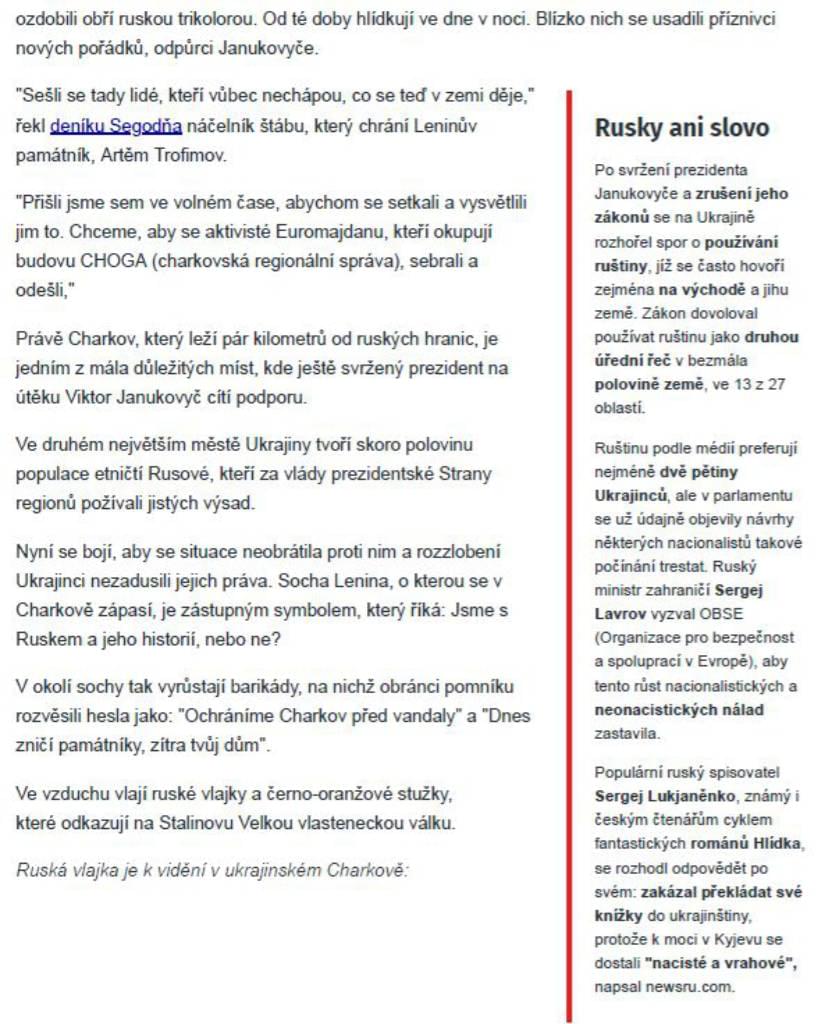 ozdobili obří ruskou trikolorou. Od té doby hlídkují ve dne v noci. Blízko nich se usadili příznivci
nových pořádků, odpůrci Janukovyče.
"Sešli se tady lidé, kteří vůbec nechápou, co se teď v zemi děje,"
řekl deníku Segodňa náčelník štábu, který chrání Leninův
památník, Artěm Trofimov.
"Přišli jsme sem ve volném čase, abychom se setkali a vysvětlili
jim to. Chceme, aby se aktivisté Euromajdanu, kteří okupují
budovu CHOGA (charkovská regionální správa), sebrali a
odešli,"
Právě Charkov, který leží pár kilometrů od ruských hranic, je
jedním z mála důležitých míst, kde ještě svržený prezident na
útěku Viktor Janukovyč cítí podporu.
Ve druhém největším městě Ukrajiny tvoří skoro polovinu
populace etničtí Rusové, kteří za vlády prezidentské Strany
regionů požívali jistých výsad.
Nyní se bojí, aby se situace neobrátila proti nim a rozzlobení
Ukrajinci nezadusili jejich práva. Socha Lenina, o kterou se v
Charkově zápasí, je zástupným symbolem, který říká: Jsme s
Ruskem a jeho historií, nebo ne?
V okolí sochy tak vyrůstají barikády, na nichž obránci pomníku
rozvěsili hesla jako: "Ochráníme Charkov před vandaly" a "Dnes
zničí památníky, zítra tvůj dům".
Ve vzduchu vlají ruské vlajky a černo-oranžové stužky,
které odkazují na Stalinovu Velkou vlasteneckou válku.
Ruská vlajka je k vidění v ukrajinském Charkově:
Rusky ani slovo
Po svržení prezidenta
Janukovyče a zrušení jeho
zákonů se na Ukrajině
rozhořel spor o používání
ruštiny, jíž se často hovoří
zejména na východě a jihu
země. Zákon dovoloval
používat ruštinu jako druhou
úřední řeč v bezmála
polovině země, ve 13 z 27
oblastí.
Ruštinu podle médií preferují
nejméně dvě pětiny
Ukrajinců, ale v parlamentu
se už údajně objevily návrhy
některých nacionalistů takové
počínání trestat. Ruský
ministr zahraničí Sergej
Lavrov vyzval OBSE
(Organizace pro bezpečnost
a spolupraci v Evropě), aby
tento růst nacionalistických a
neonacistických nálad
zastavila.
Populární ruský spisovatel
Sergej Lukjaněnko, známý i
českým čtenářům cyklem
fantastických románů Hlídka,
se rozhodl odpovědět po
svém: zakázal překládat své
knížky do ukrajinštiny,
protože k moci v Kyjevu se
dostali "nacisté a vrahové",
napsal newsru.com.